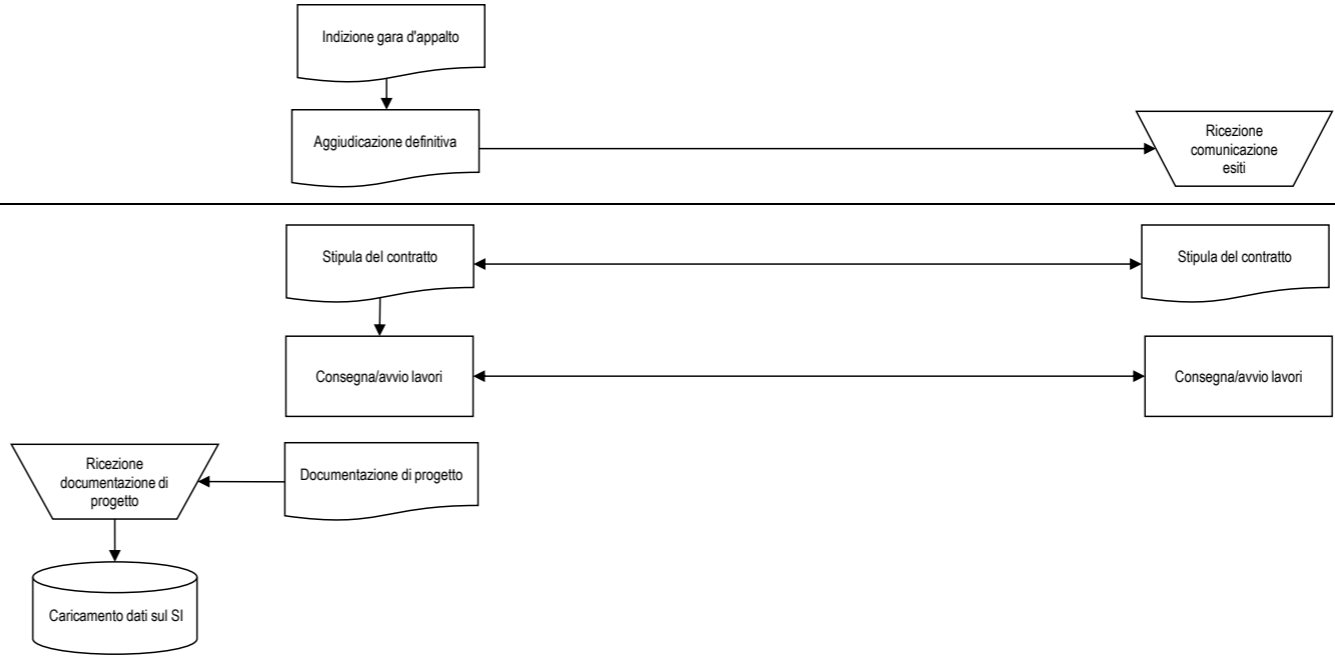 Indizione gara d'appalto
Aggiudicazione definitiva
Ricezione
comunicazione
esiti
Stipula del contratto
Stipula del contratto
Consegna/avvio lavori
Consegna/avvio lavori
Ricezione
documentazione di
progetto
Documentazione di progetto
Caricamento dati sul SI